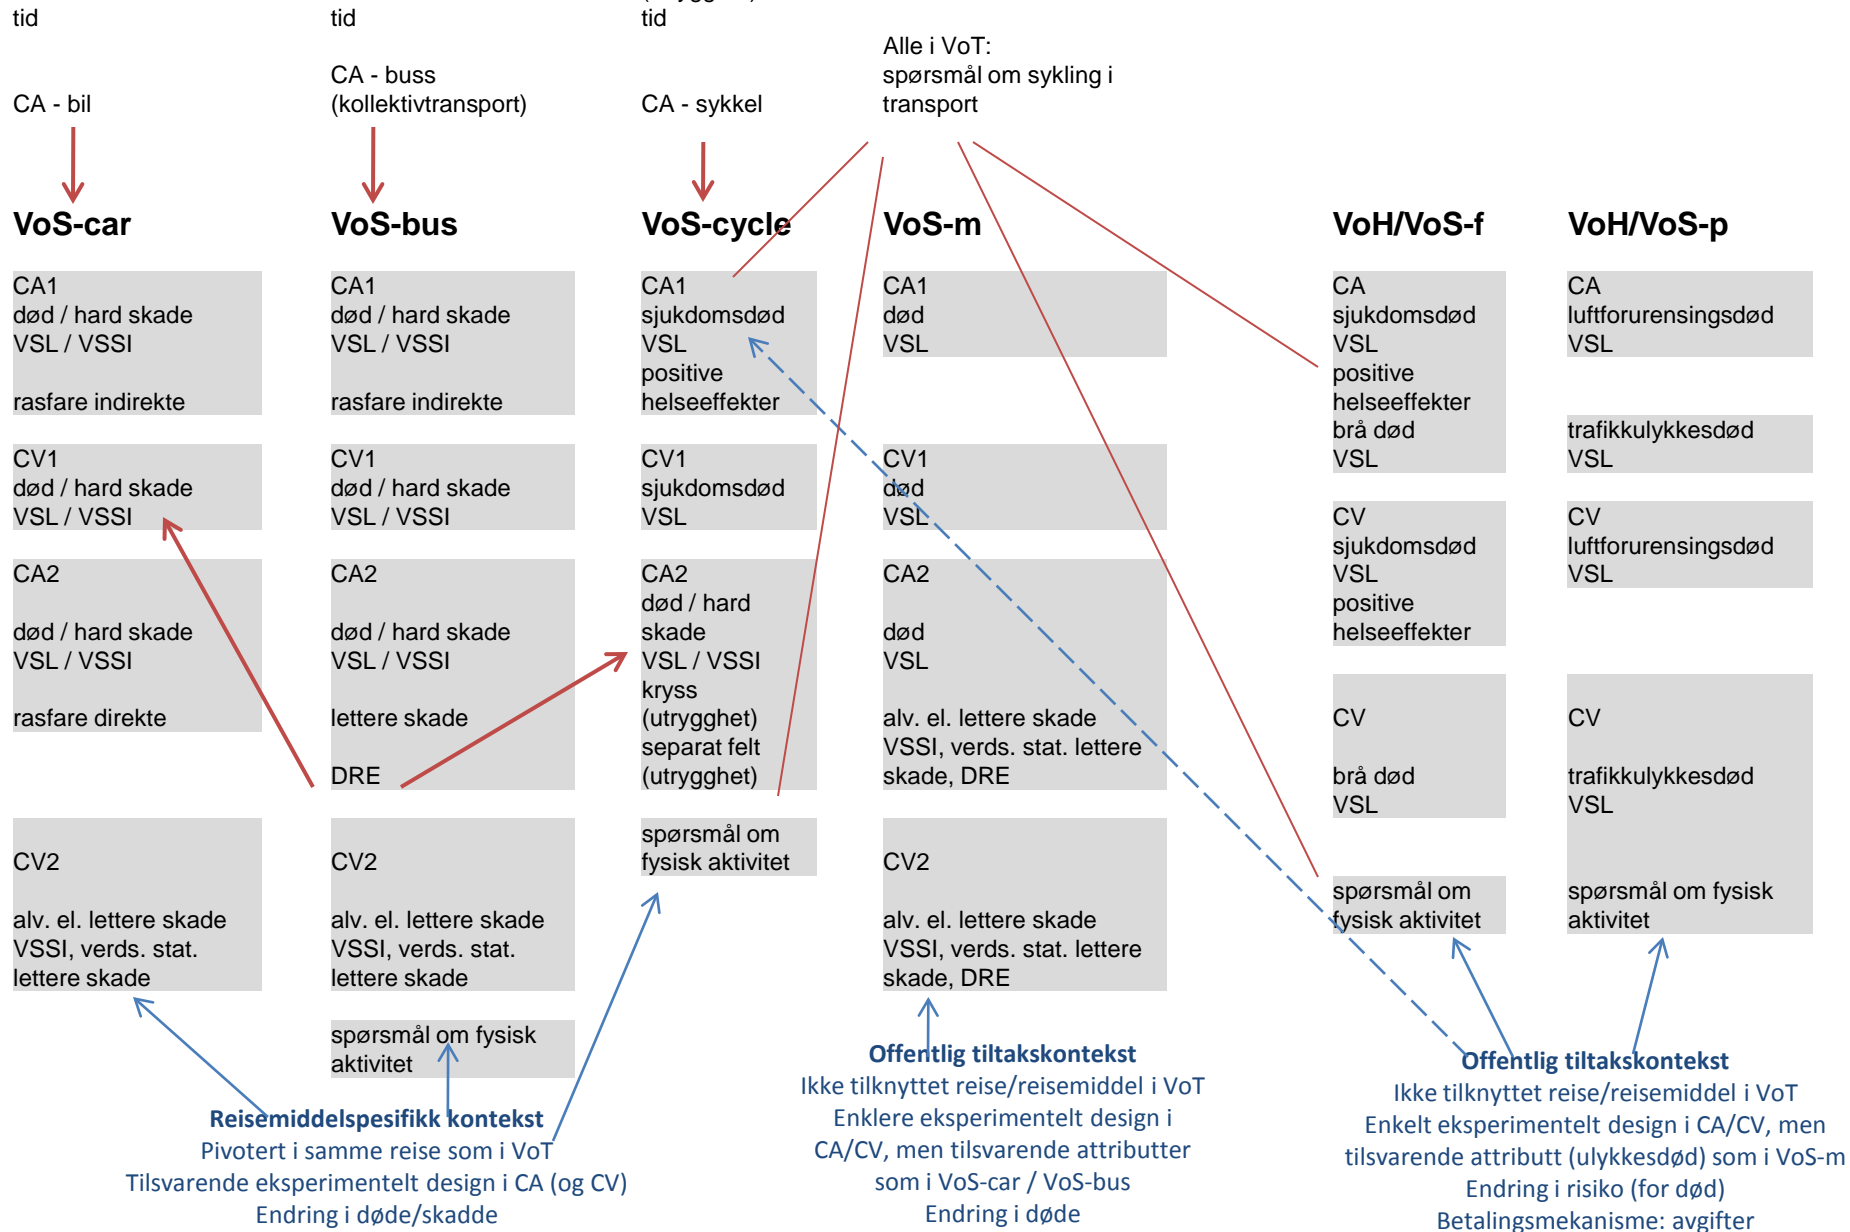 tid
tid
tid
CA - bil
CA - buss
(kollektivtransport)
CA - sykkel
Alle i VoT:
spørsmål om sykling i
transport
VoS-car
CA1
død / hard skade
VSL / VSSI
rasfare indirekte
CV1
død / hard skade
VSL / VSSI
CA2
død / hard skade
VSL / VSSI
rasfare direkte
CV2
alv. el. lettere skade
VSSI, verds. stat.
lettere skade
VoS-bus
CA1
død / hard skade
VSL / VSSI
rasfare indirekte
CV1
død / hard skade
VSL / VSSI
CA2
død / hard skade
VSL / VSSI
lettere skade
DRE
CV2
alv. el. lettere skade
VSSI, verds. stat.
lettere skade
spørsmål om fysisk
aktivitet
VoS-cycle
CA1
sjukdomsdød
VSL
positive
helseeffekter
CV1
sjukdomsdød
VSL
CA2
død / hard
skade
VSL / VSSI
kryss
(utrygghet)
separat felt
(utrygghet)
spørsmål om
fysisk aktivitet
VoS-m
CA1
død
VSL
CV1
død
VSL
CA2
død
VSL
alv. el. lettere skade
VSSI, verds. stat. lettere
skade, DRE
CV2
alv. el. lettere skade
VSSI, verds. stat. lettere
skade, DRE
VoH/VoS-f
CA
sjukdomsdød
VSL
positive
helseeffekter
brå død
VSL
CV
sjukdomsdød
VSL
positive
helseeffekter
CV
brå død
VSL
spørsmål om
fysisk aktivitet
VoH/VoS-p
CA
luftforurensingsdød
VSL
trafikkulykkesdød
VSL
CV
luftforurensingsdød
VSL
CV
trafikkulykkesdød
VSL
spørsmål om fysisk
aktivitet
Reisemiddelspesifikk kontekst
Pivotert i samme reise som i VoT
Tilsvarende eksperimentelt design i CA (og CV)
Endring i døde/skadde
Offentlig tiltakskontekst
Ikke tilknyttet reise/reisemiddel i VoT
Enklere eksperimentelt design i
CA/CV, men tilsvarende attributter
som i VoS-car / VoS-bus
Endring i døde
Offentlig tiltakskontekst
Ikke tilknyttet reise/reisemiddel i VoT
Enkelt eksperimentelt design i CA/CV, men
tilsvarende attributt (ulykkesdød) som i VoS-m
Endring i risiko (for død)
Betalingsmekanisme: avgifter